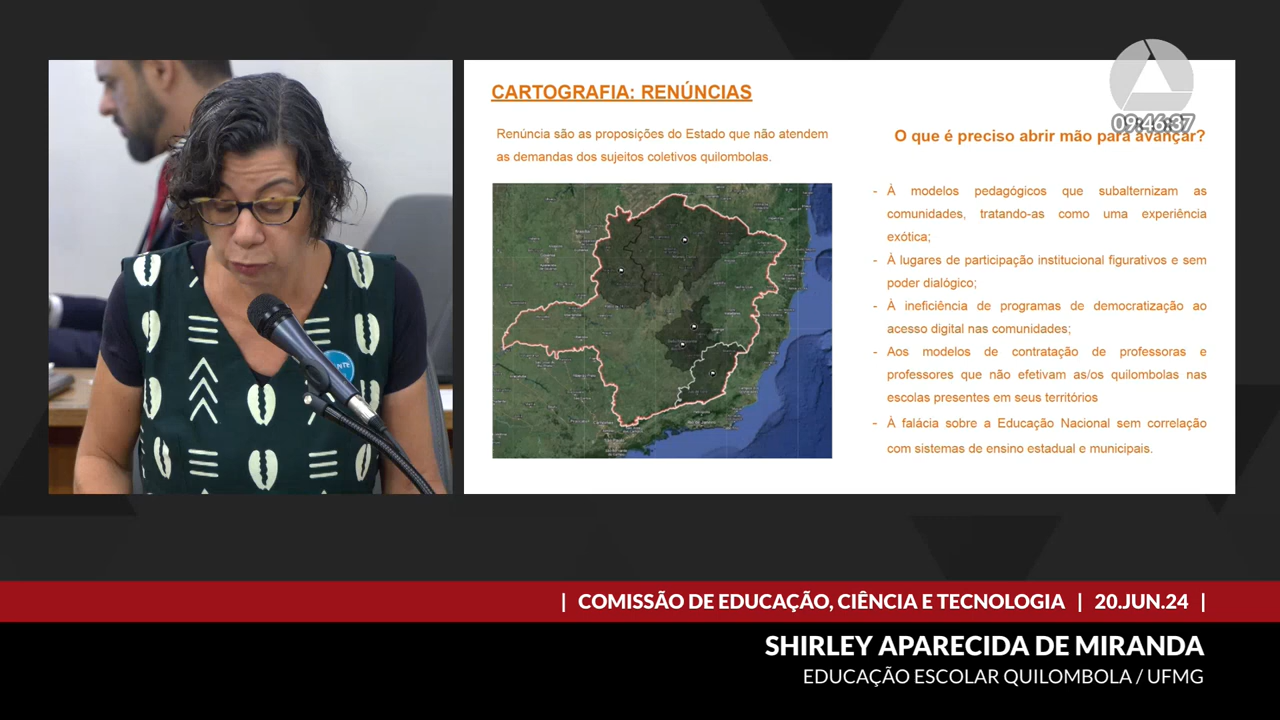 CARTOGRAFIA: RENÚNCIAS
Renúncia são as proposições do Estado que não atendem
as demandas dos sujeitos coletivos quilombolas.
09:46:37
O que é preciso abrir mão para avançar?
- À modelos pedagógicos que subalternizam as
comunidades, tratando-as como uma experiência
exótica;
- À lugares de participação institucional figurativos e sem
poder dialógico;
- À ineficiência de programas de democratização ao
acesso digital nas comunidades;
- Aos modelos de contratação de professoras e
professores que não efetivam as/os quilombolas nas
escolas presentes em seus territórios
- À falácia sobre a Educação Nacional sem correlação
com sistemas de ensino estadual e municipais.
| COMISSÃO DE EDUCAÇÃO, CIÊNCIA E TECNOLOGIA | 20.JUN.24 |
SHIRLEY APARECIDA DE MIRANDA
EDUCAÇÃO ESCOLAR QUILOMBOLA / UFMG